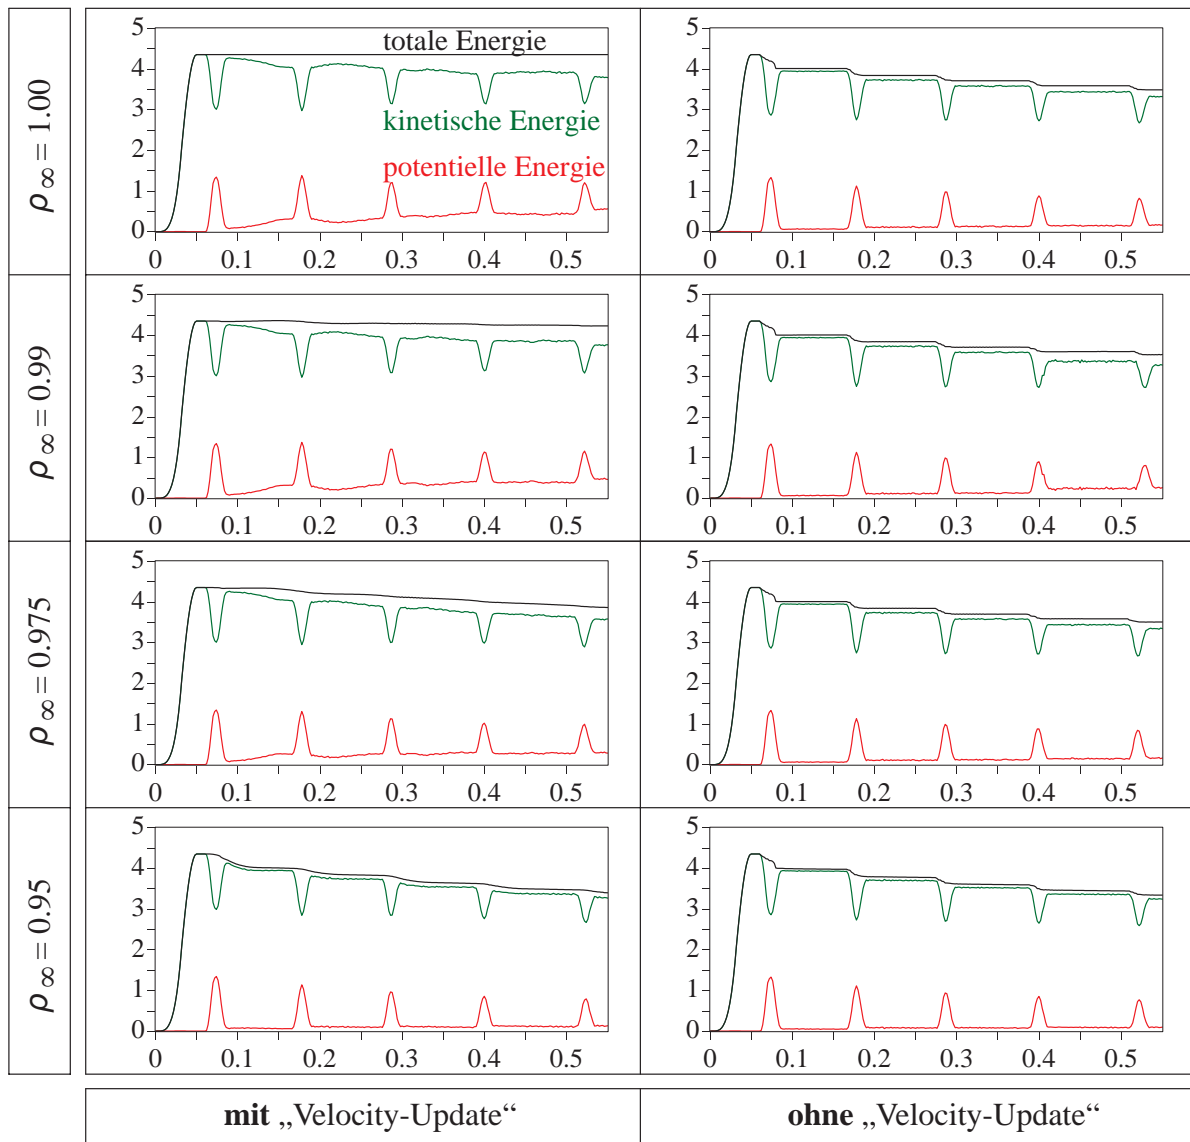 ρ∞ = 1.00
5
4
3
2
1
0
totale Energie
kinetische Energie
potentielle Energie
0 0.1 0.2 0.3 0.4 0.5
5
4
3
2
1
0
0 0.1 0.2 0.3 0.4 0.5
ρ∞ = 0.99
5
4
3
2
1
0
0 0.1 0.2 0.3 0.4 0.5
5
4
3
2
1
0
0 0.1 0.2 0.3 0.4 0.5
ρ∞ = 0.975
5
4
3
2
1
0
0 0.1 0.2 0.3 0.4 0.5
5
4
3
2
1
0
0 0.1 0.2 0.3 0.4 0.5
ρ∞ = 0.95
5
4
3
2
1
0
0 0.1 0.2 0.3 0.4 0.5
5
4
3
2
1
0
0 0.1 0.2 0.3 0.4 0.5
mit „Velocity-Update“
ohne „Velocity-Update“